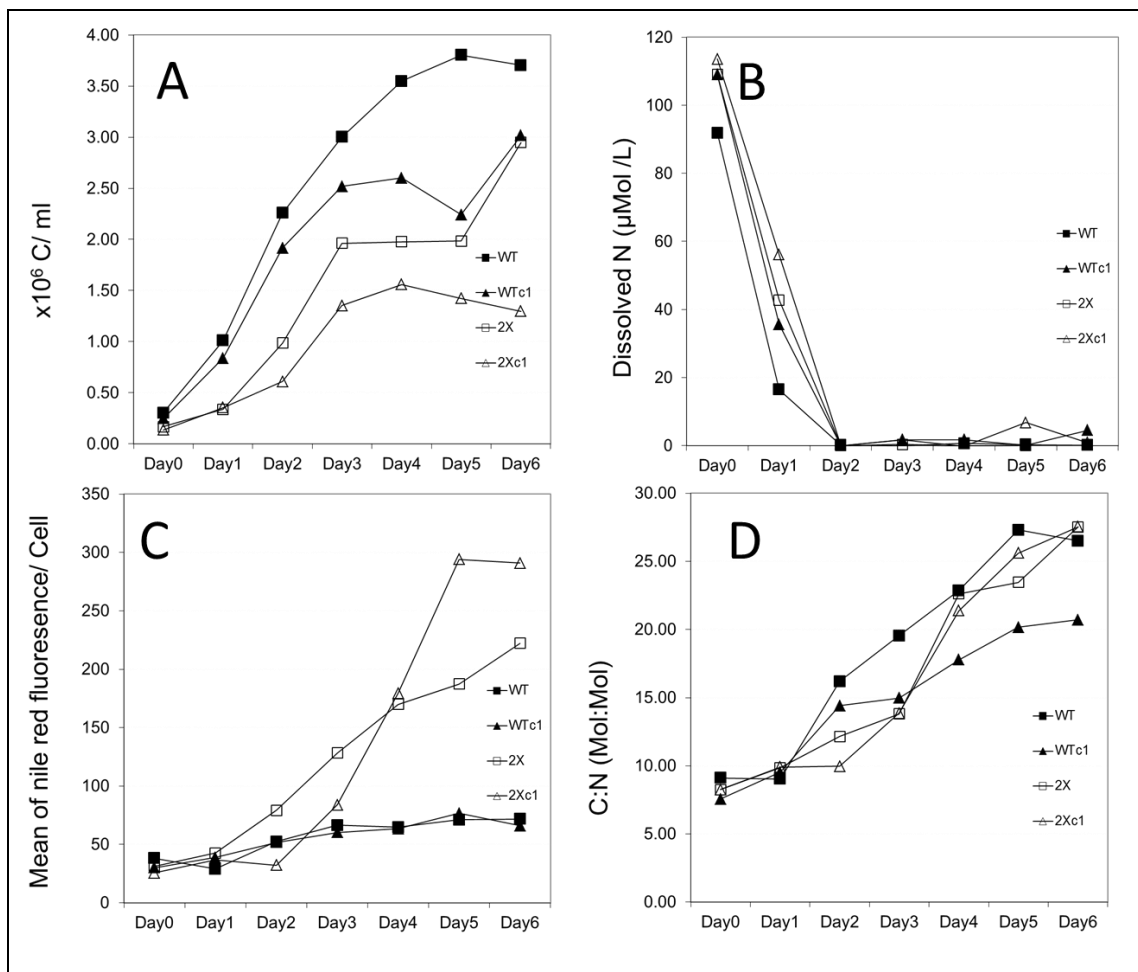 A
x10⁶ C/ ml
4.00
3.50
3.00
2.50
2.00
1.50
1.00
0.50
0.00
Day0 Day1 Day2 Day3 Day4 Day5 Day6
WT
WTc1
2X
2Xc1
B
Dissolved N (µMol /L)
120
100
80
60
40
20
0
Day0 Day1 Day2 Day3 Day4 Day5 Day6
WT
WTc1
2X
2Xc1
C
Mean of nile red fluoresence/ Cell
350
300
250
200
150
100
50
0
Day0 Day1 Day2 Day3 Day4 Day5 Day6
WT
WTc1
2X
2Xc1
D
C:N (Mol:Mol)
30.00
25.00
20.00
15.00
10.00
5.00
0.00
Day0 Day1 Day2 Day3 Day4 Day5 Day6
WT
WTc1
2X
2Xc1